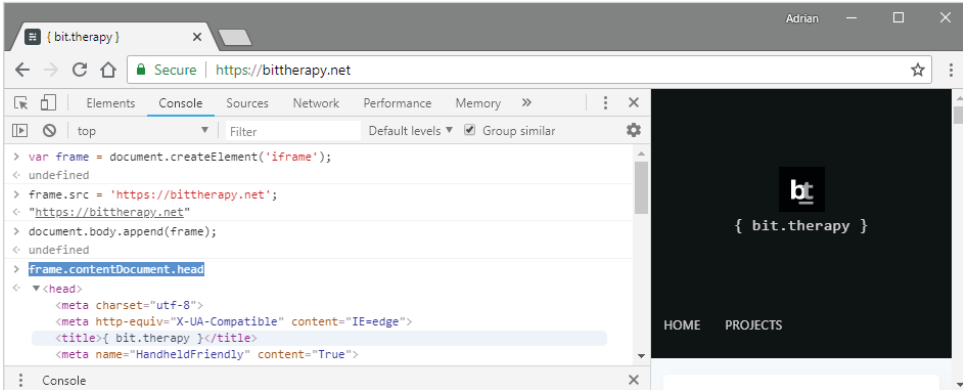 Adrian
{ bit.therapy }
Secure | https://bittherapy.net
Elements Console Sources Network Performance Memory »
top Filter Default levels Group similar
> var frame = document.createElement('iframe');
undefined
> frame.src = 'https://bittherapy.net';
"https://bittherapy.net"
> document.body.append(frame);
undefined
> frame.contentDocument.head
<head>
<meta charset="utf-8">
<meta http-equiv="X-UA-Compatible" content="IE=edge">
<title>{ bit.therapy }</title>
<meta name="HandheldFriendly" content="True">
Console
bt
{ bit.therapy }
HOME PROJECTS